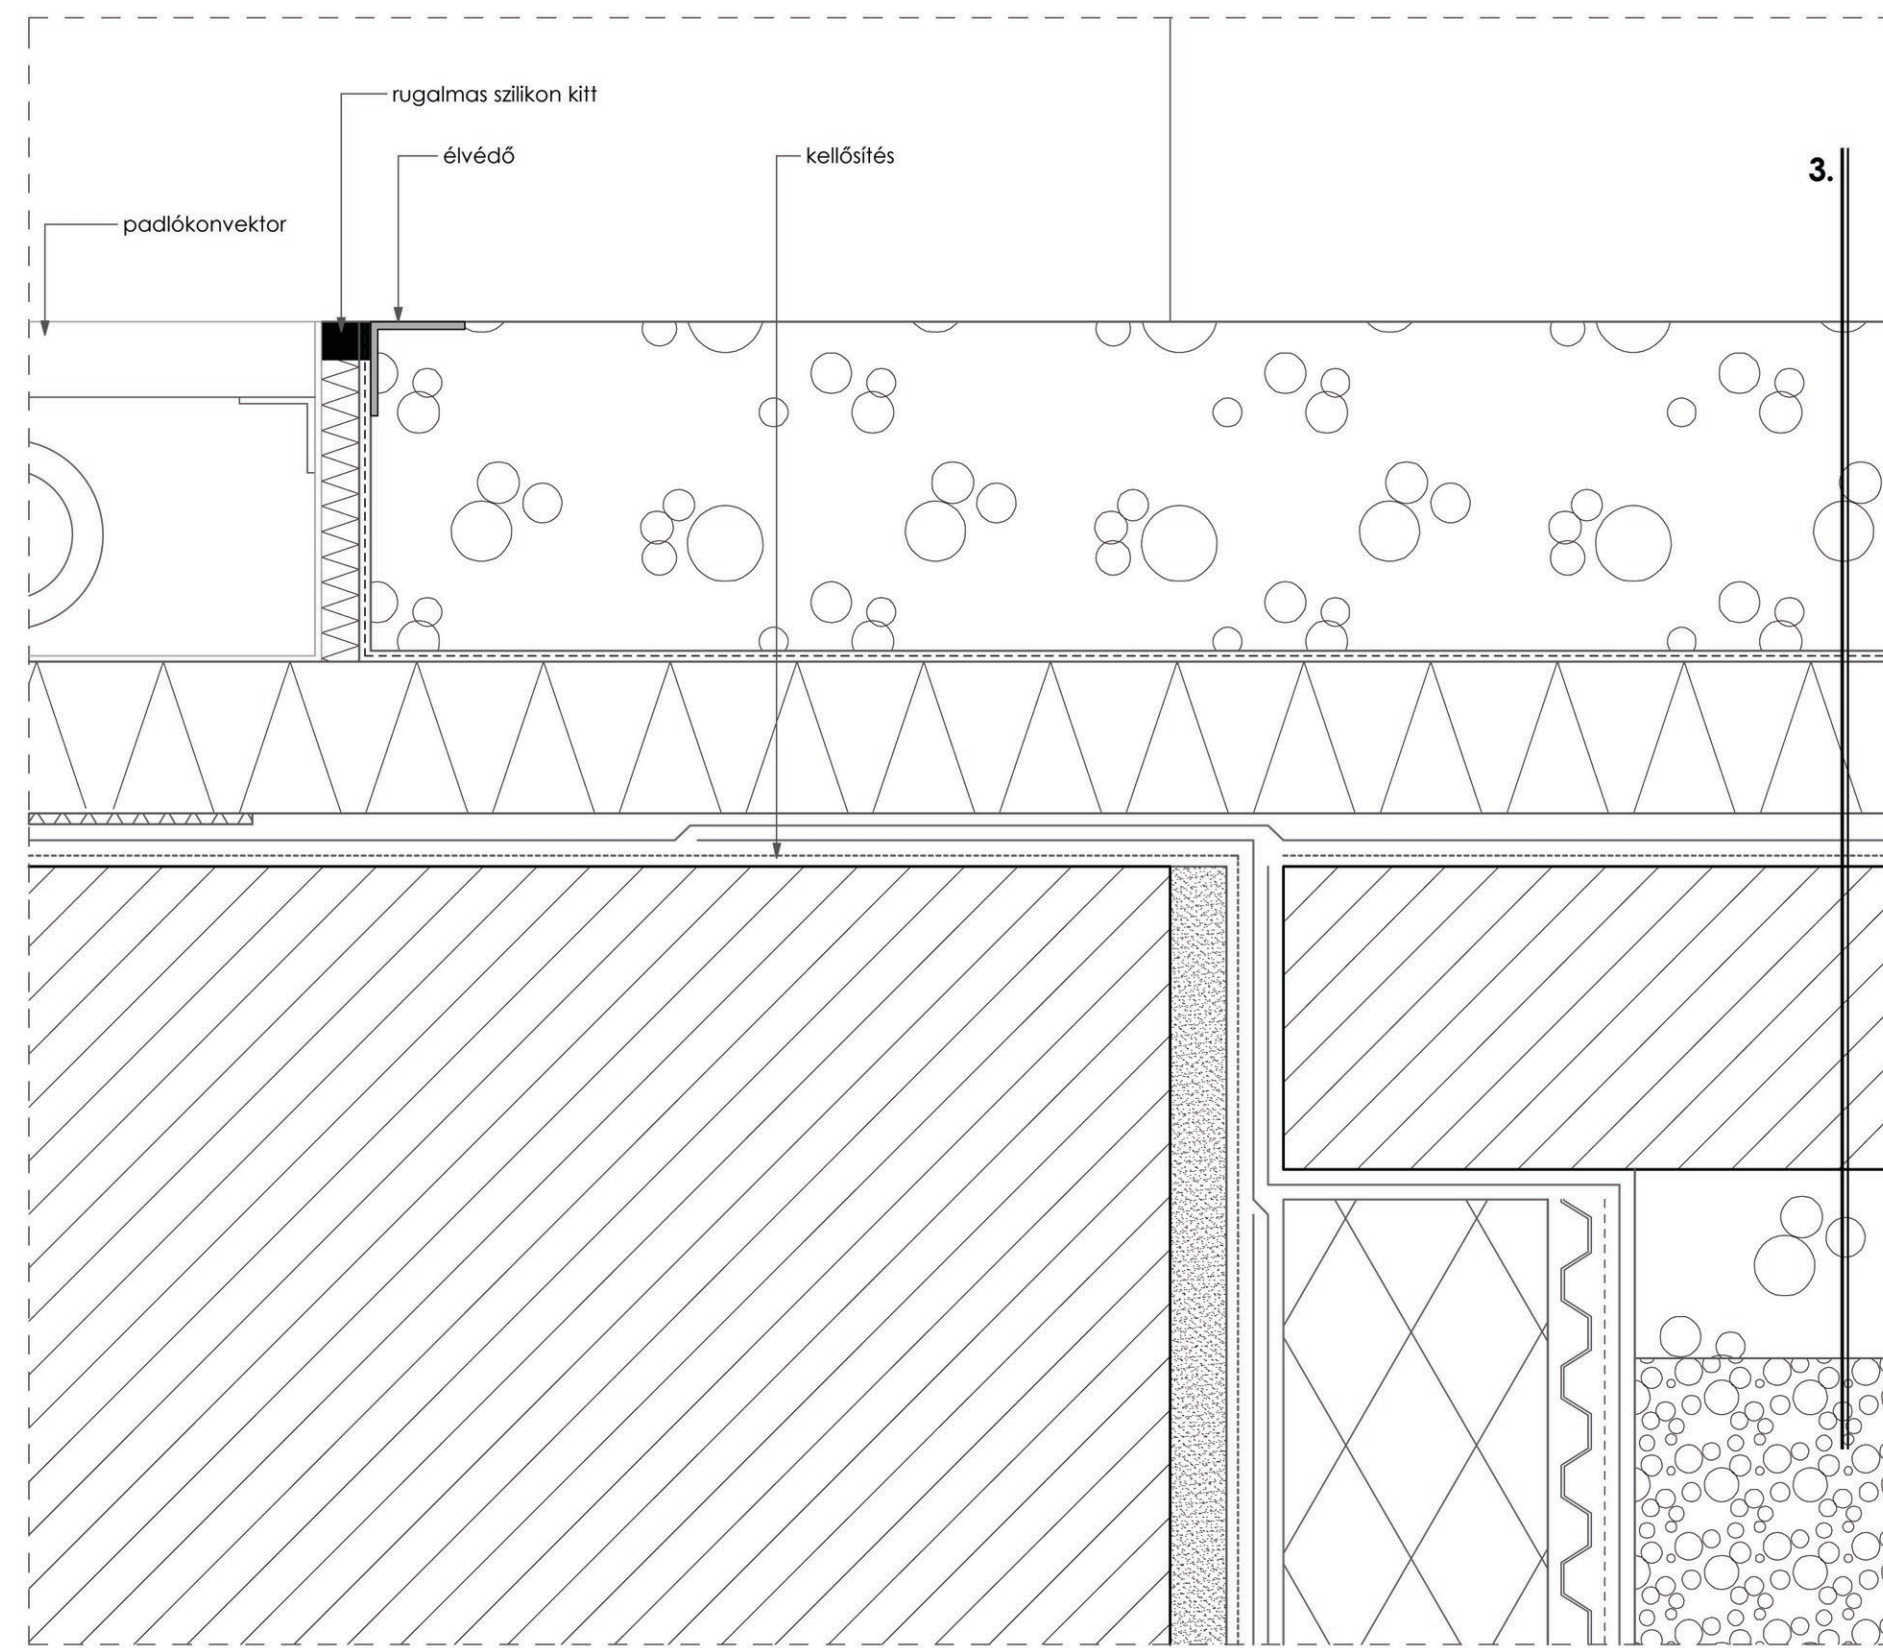 rugalmas szilikon kitt
élvédő
kellősítés
3.
padlókonvektor